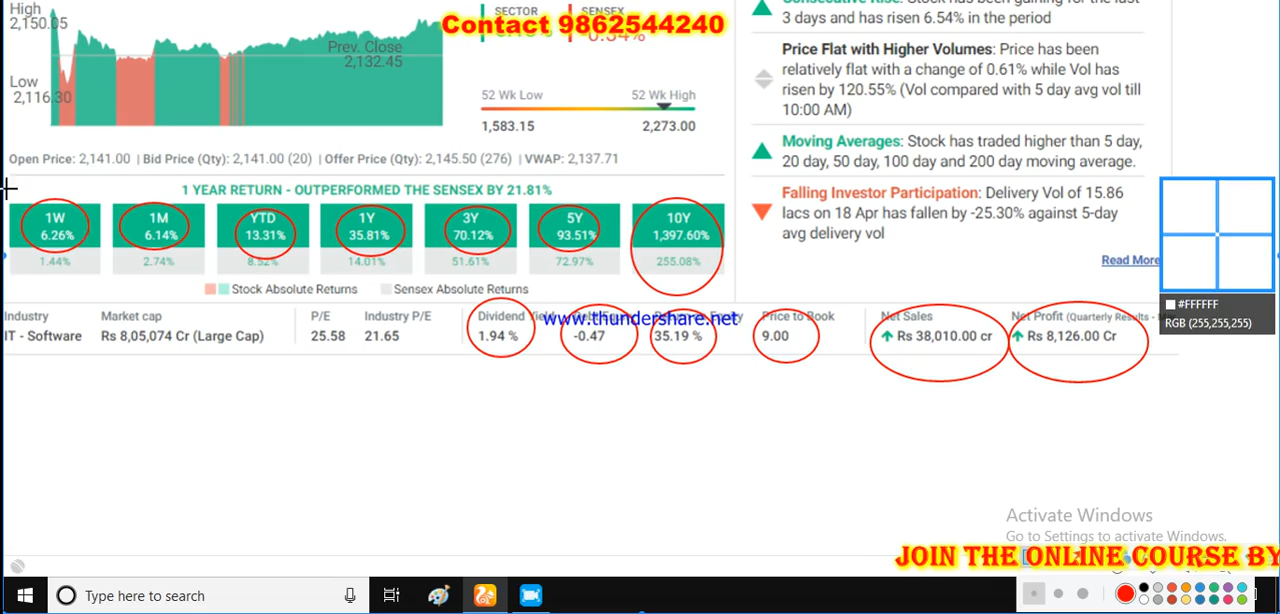 High
2,150.05
Prev. Close
2,132.45
Low
2,116.30
SECTOR
SENSEX
0.54%
Contact 9862544240
52 Wk Low
52 Wk High
1,583.15
2,273.00
Open Price: 2,141.00 | Bid Price (Qty): 2,141.00 (20) | Offer Price (Qty): 2,145.50 (276) | VWAP: 2,137.71
1 YEAR RETURN - OUTPERFORMED THE SENSEX BY 21.81%
1W 1M YTD 1Y 3Y 5Y 10Y
6.26% 6.14% 13.31% 35.81% 70.12% 93.51% 1,397.60%
1.44% 2.74% 8.52% 14.01% 51.61% 72.97% 255.08%
Stock Absolute Returns Sensex Absolute Returns
3 days and has risen 6.54% in the period
Price Flat with Higher Volumes: Price has been
relatively flat with a change of 0.61% while Vol has
risen by 120.55% (Vol compared with 5 day avg vol till
10:00 AM)
Moving Averages: Stock has traded higher than 5 day,
20 day, 50 day, 100 day and 200 day moving average.
Falling Investor Participation: Delivery Vol of 15.86
lacs on 18 Apr has fallen by -25.30% against 5-day
avg delivery vol
Read More
#FFFFFF
RGB (255,255,255)
Industry Market cap P/E Industry P/E Dividend Yield Price to Book Net Sales Net Profit (Quarterly Results -
www.thundershare.net
IT - Software Rs 8,05,074 Cr (Large Cap) 25.58 21.65 1.94 % -0.47 35.19 % 9.00 Rs 38,010.00 cr Rs 8,126.00 Cr
Activate Windows
Go to Settings to activate Windows.
JOIN THE ONLINE COURSE BY
Type here to search